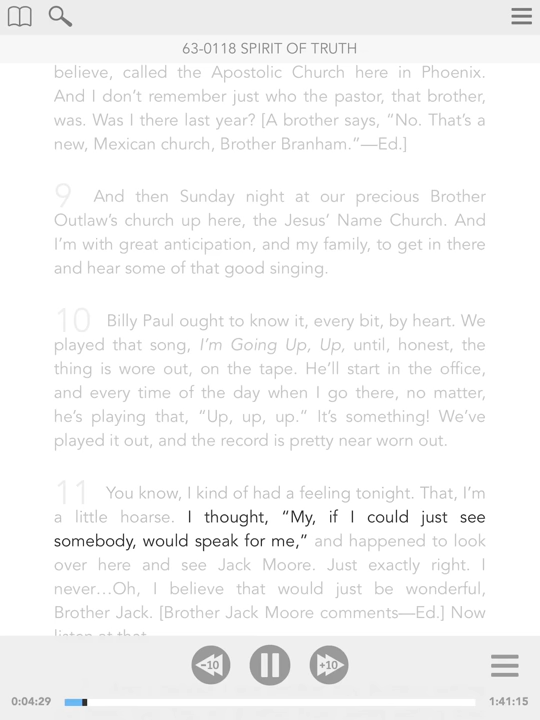 63-0118 SPIRIT OF TRUTH
believe, called the Apostolic Church here in Phoenix.
And I don't remember just who the pastor, that brother,
was. Was I there last year? [A brother says, “No. That's a
new, Mexican church, Brother Branham.”—Ed.]
9 And then Sunday night at our precious Brother
Outlaw's church up here, the Jesus' Name Church. And
I'm with great anticipation, and my family, to get in there
and hear some of that good singing.
10 Billy Paul ought to know it, every bit, by heart. We
played that song, I'm Going Up, Up, until, honest, the
thing is wore out, on the tape. He'll start in the office,
and every time of the day when I go there, no matter,
he's playing that, “Up, up, up.” It's something! We've
played it out, and the record is pretty near worn out.
11 You know, I kind of had a feeling tonight. That, I'm
a little hoarse. I thought, “My, if I could just see
somebody, would speak for me,” and happened to look
over here and see Jack Moore. Just exactly right. I
never…Oh, I believe that would just be wonderful,
Brother Jack. [Brother Jack Moore comments—Ed.] Now
listen at that
-10 +10
0:04:29 1:41:15